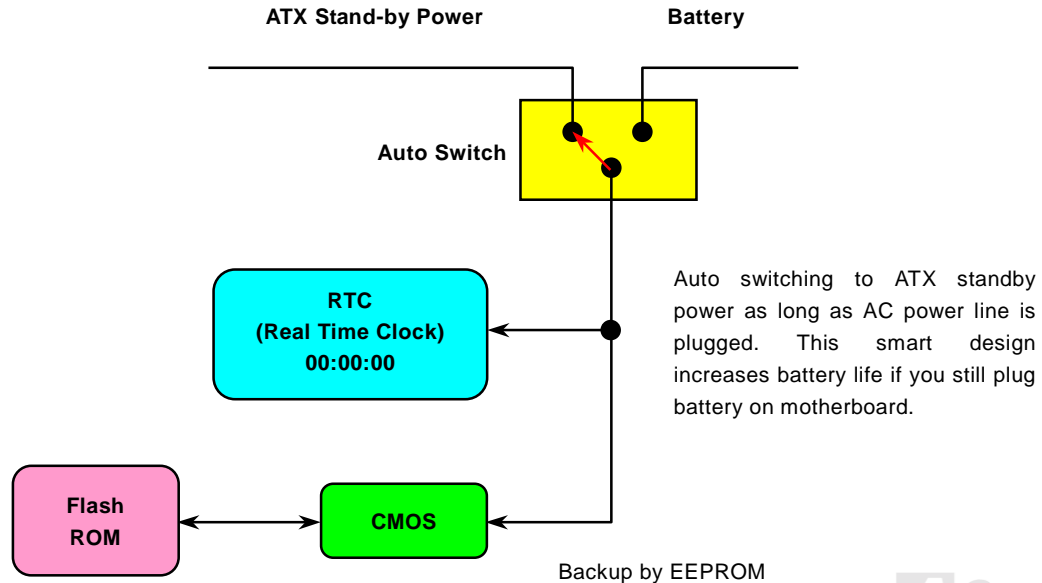 ATX Stand-by Power
Battery
Auto Switch
RTC
(Real Time Clock)
00:00:00
Auto switching to ATX standby
power as long as AC power line is
plugged. This smart design
increases battery life if you still plug
battery on motherboard.
Flash
ROM
CMOS
Backup by EEPROM